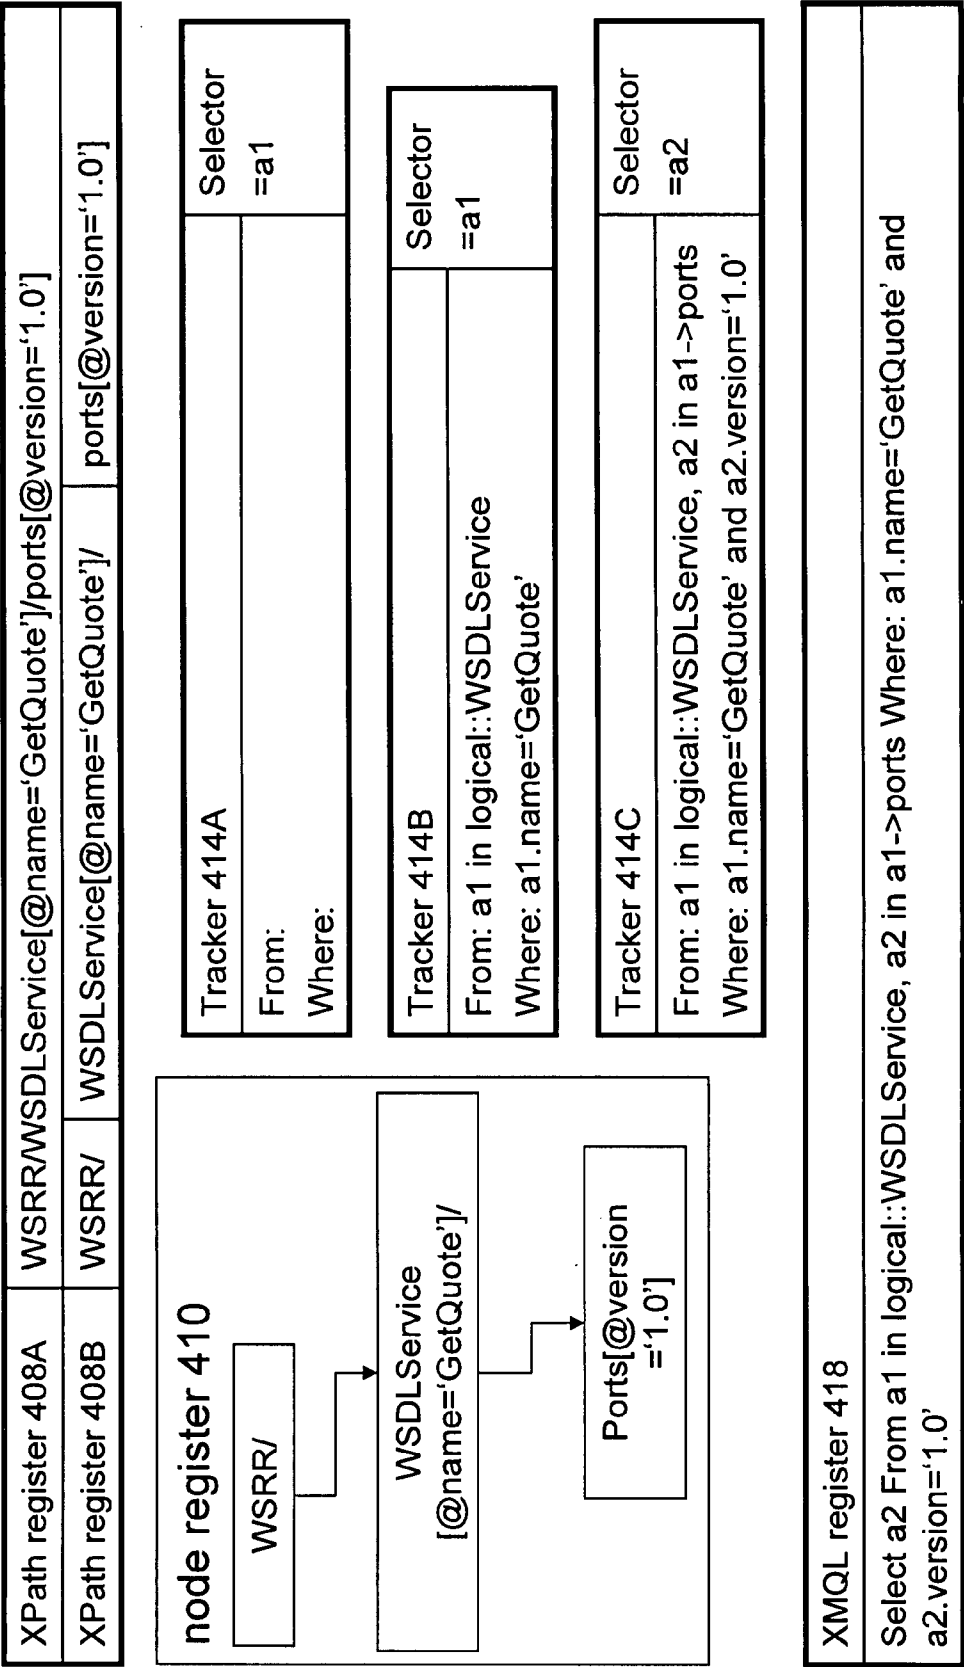 XPath register 408A WSRR/WSDLService[@name='GetQuote']/ports[@version='1.0']
XPath register 408B WSRR/ WSDLService[@name='GetQuote']/ ports[@version='1.0']
node register 410
WSRR/
WSDLService
[@name='GetQuote']/
Ports[@version
='1.0']
Tracker 414A
Selector
=a1
From:
Where:
Tracker 414B
Selector
=a1
From: a1 in logical::WSDLService
Where: a1.name='GetQuote'
Tracker 414C
Selector
=a2
From: a1 in logical::WSDLService, a2 in a1->ports
Where: a1.name='GetQuote' and a2.version='1.0'
XMQL register 418
Select a2 From a1 in logical::WSDLService, a2 in a1->ports Where: a1.name='GetQuote' and
a2.version='1.0'